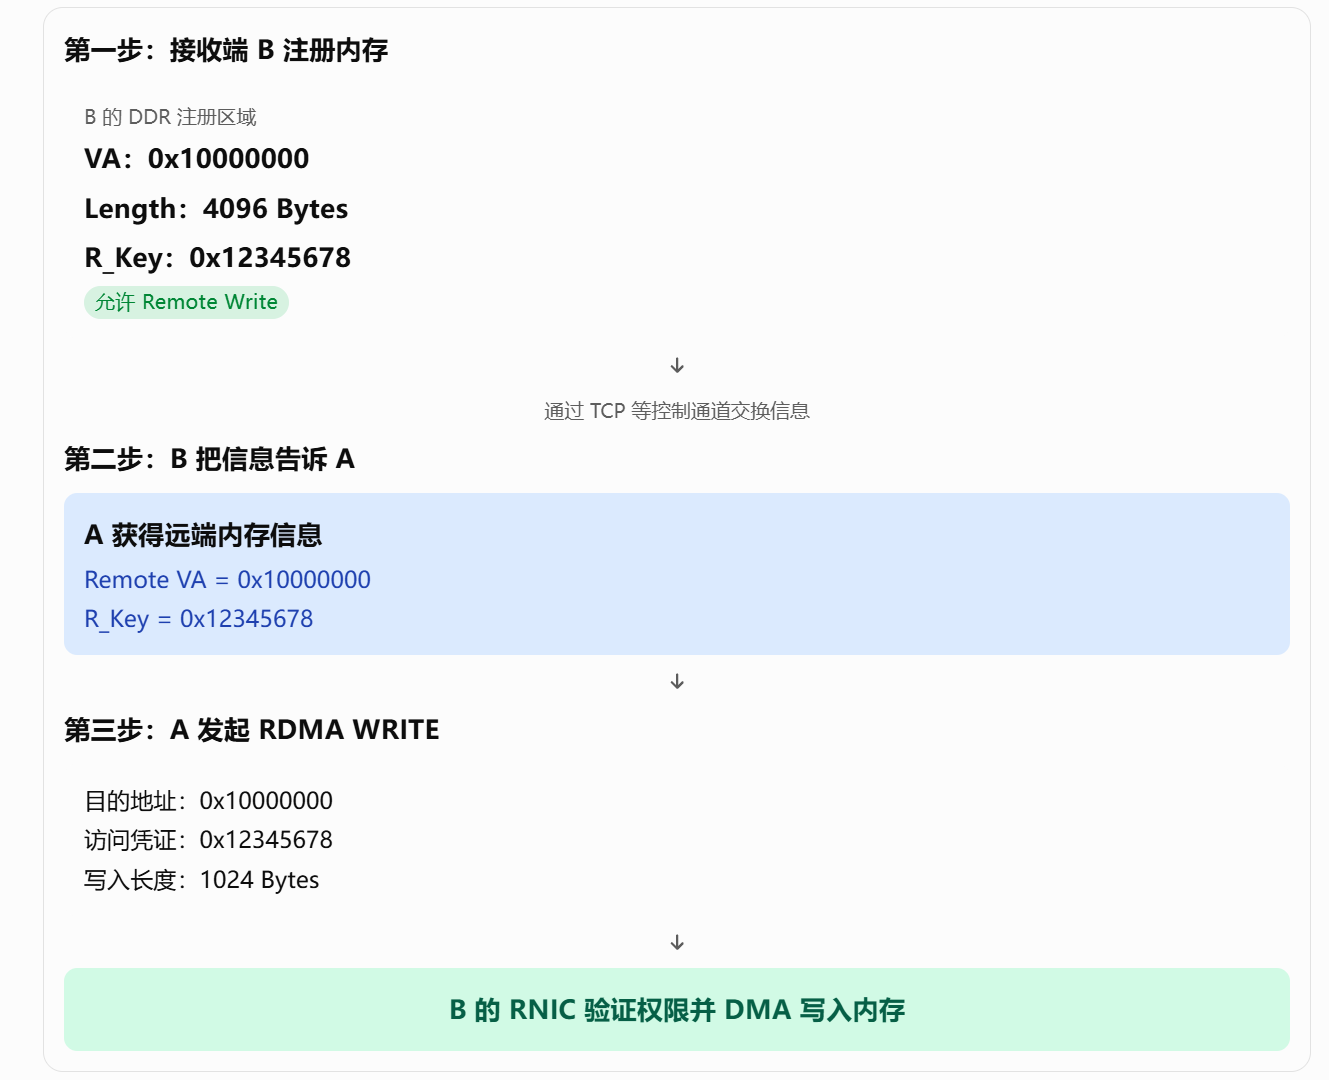 第一步：接收端 B 注册内存
B 的 DDR 注册区域
VA：0x10000000
Length：4096 Bytes
R_Key：0x12345678
允许 Remote Write
↓
通过 TCP 等控制通道交换信息
第二步：B 把信息告诉 A
A 获得远端内存信息
Remote VA = 0x10000000
R_Key = 0x12345678
↓
第三步：A 发起 RDMA WRITE
目的地址：0x10000000
访问凭证：0x12345678
写入长度：1024 Bytes
↓
B 的 RNIC 验证权限并 DMA 写入内存